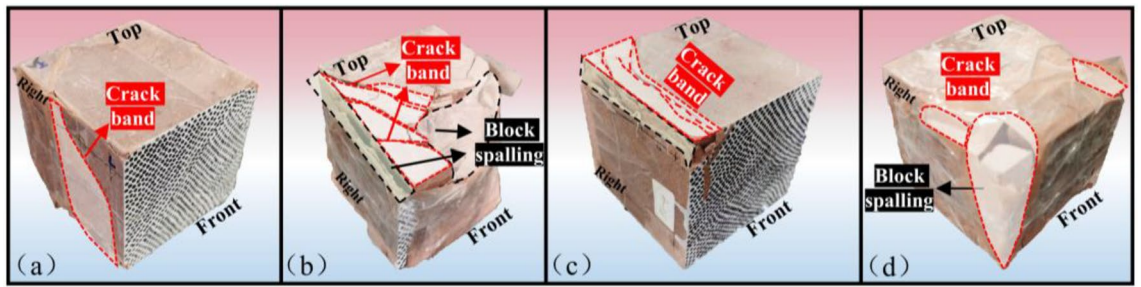 Top
Right
Crack
band
Front
(a)
Top
Crack
band
Block
spalling
Right
Front
(b)
Top
Crack
band
Right
Front
(c)
Top
Right
Crack
band
Block
spalling
Front
(d)